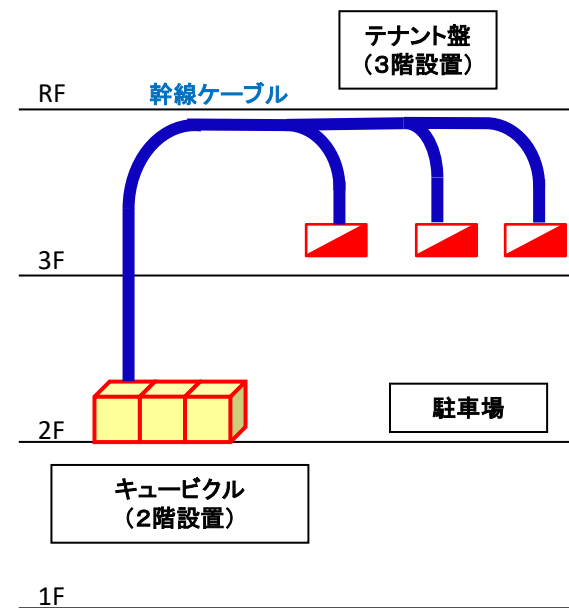 テナント盤
(３階設置)
RF
幹線ケーブル
3F
駐車場
2F
キュービクル
(２階設置)
1F